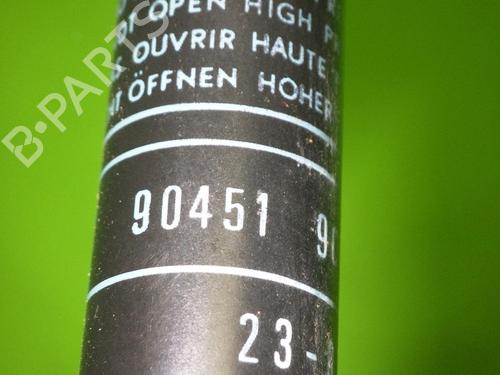 OPEN HIGH
OUVRIR HAUTE
ÖFFNEN HOHER
90451
23-
B-PARTS